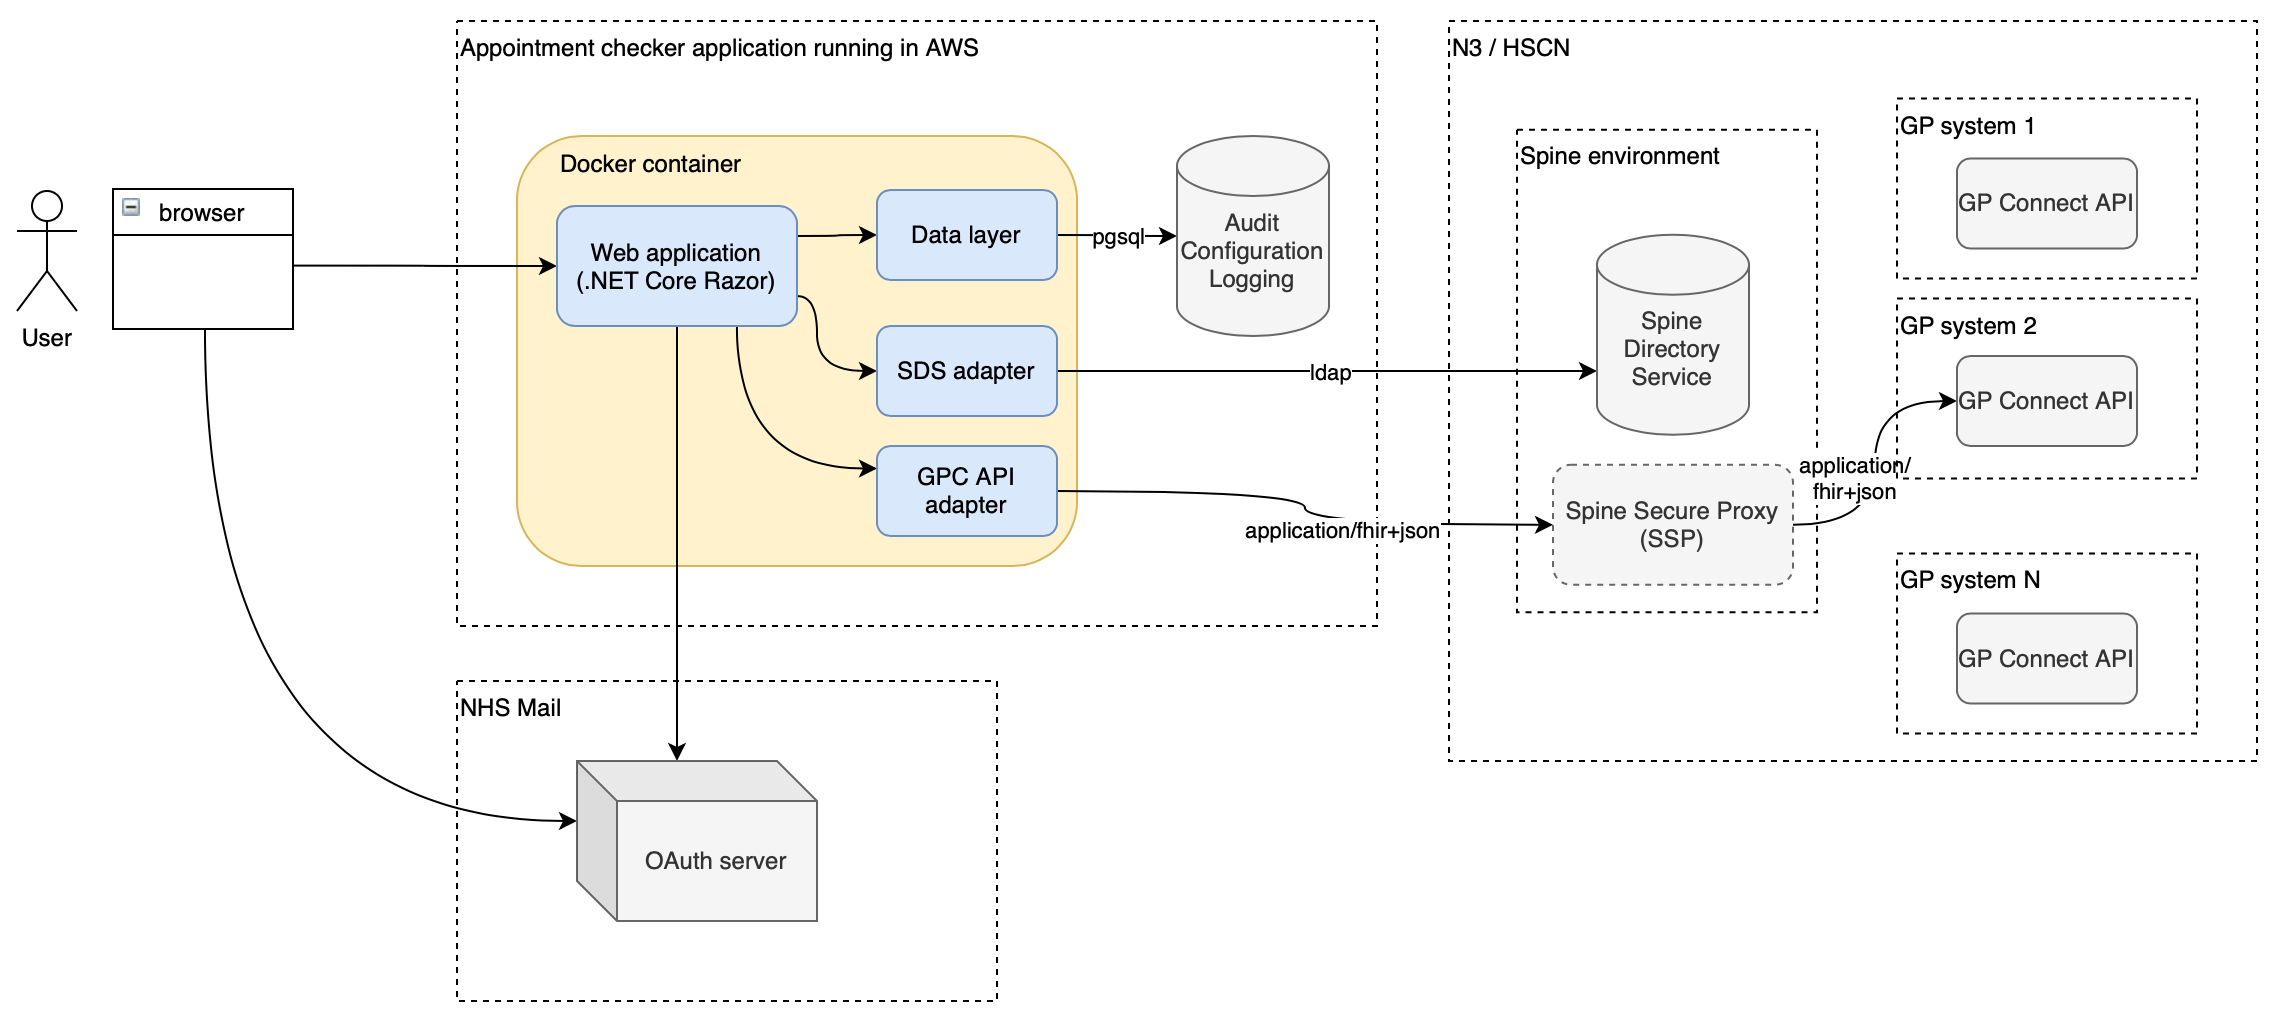 Appointment checker application running in AWS
N3 / HSCN
Docker container
browser
User
Web application
(.NET Core Razor)
Data layer
pgsql
Audit
Configuration
Logging
SDS adapter
ldap
GPC API
adapter
application/fhir+json
Spine environment
Spine
Directory
Service
Spine Secure Proxy
(SSP)
application/
fhir+json
GP system 1
GP Connect API
GP system 2
GP Connect API
GP system N
GP Connect API
NHS Mail
OAuth server